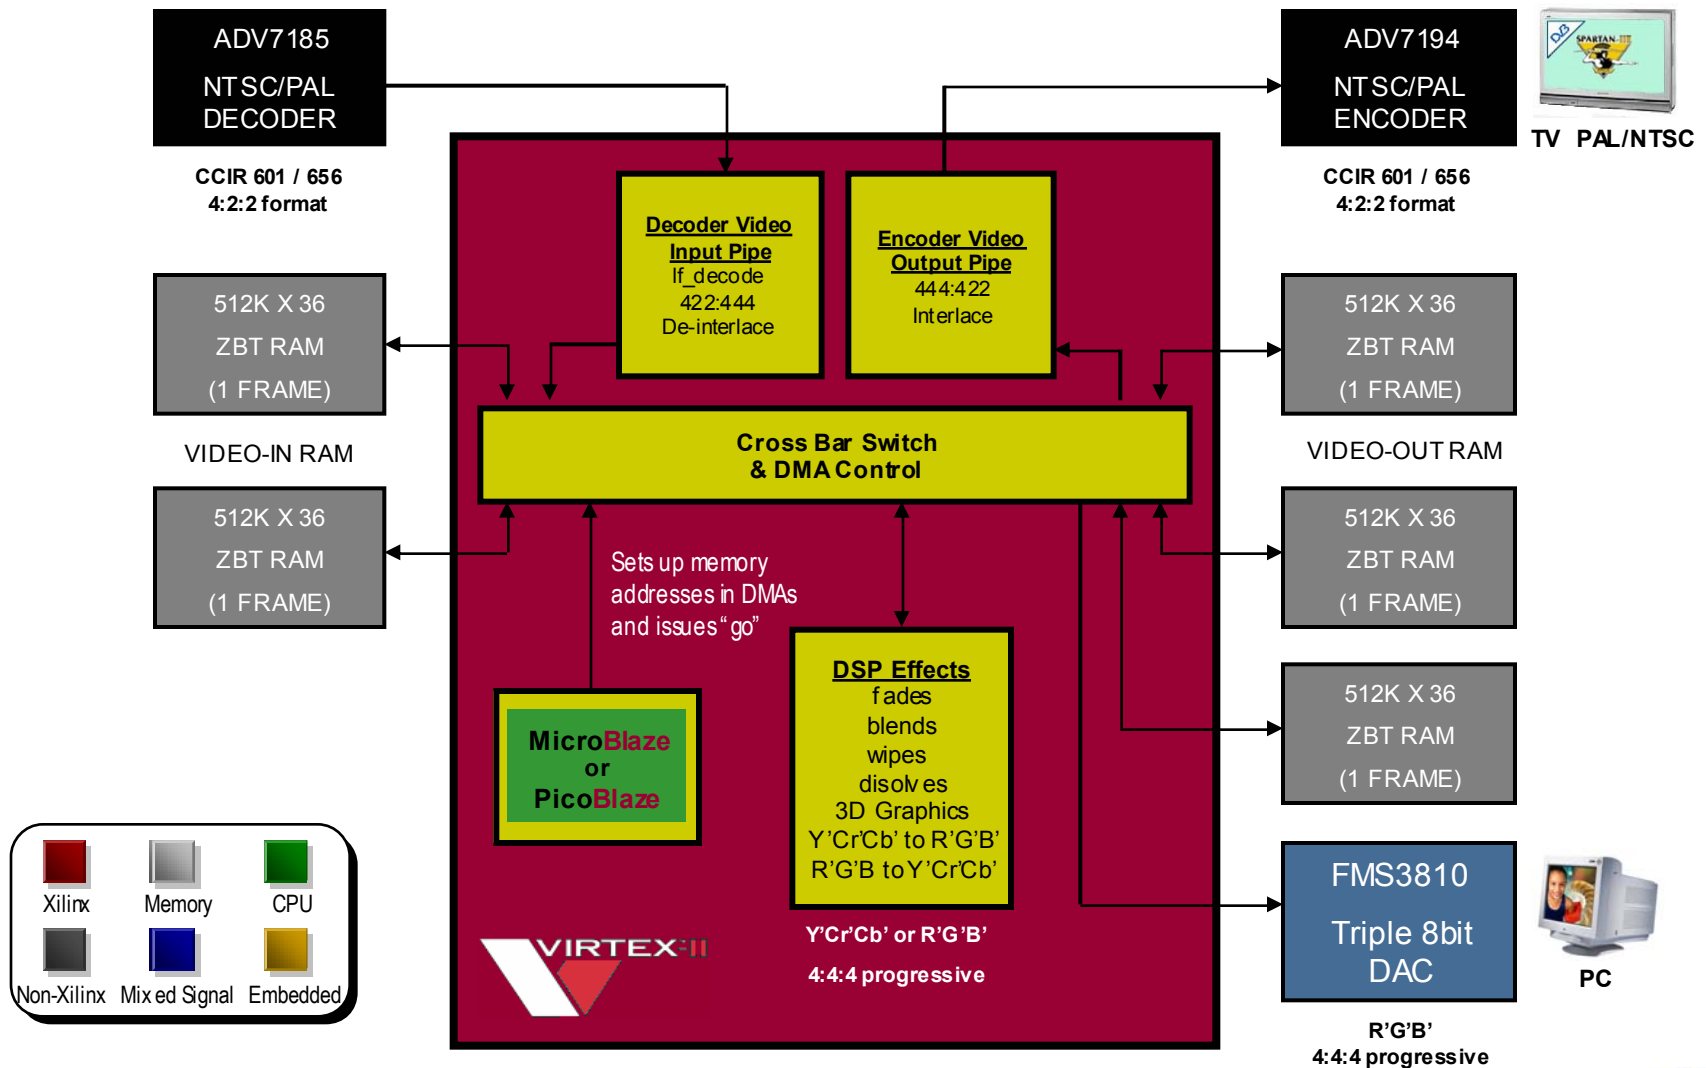 ADV7185
NTSC/PAL
DECODER
CCIR 601 / 656
4:2:2 format
ADV7194
NTSC/PAL
ENCODER
CCIR 601 / 656
4:2:2 format
DVB
SPARTAN-III
TV PAL/NTSC
Decoder Video
Input Pipe
If_decode
422:444
De-interlace
Encoder Video
Output Pipe
444:422
Interlace
512K X 36
ZBT RAM
(1 FRAME)
VIDEO-IN RAM
512K X 36
ZBT RAM
(1 FRAME)
Cross Bar Switch
& DMA Control
512K X 36
ZBT RAM
(1 FRAME)
VIDEO-OUT RAM
512K X 36
ZBT RAM
(1 FRAME)
512K X 36
ZBT RAM
(1 FRAME)
Sets up memory
addresses in DMAs
and issues “go”
MicroBlaze
or
PicoBlaze
DSP Effects
fades
blends
wipes
disolves
3D Graphics
Y’Cr’Cb’ to R’G’B’
R’G’B to Y’Cr’Cb’
Y’Cr’Cb’ or R’G’B’
4:4:4 progressive
VIRTEX-II
FMS3810
Triple 8bit
DAC
R’G’B’
4:4:4 progressive
PC
Xilinx
Memory
CPU
Non-Xilinx
Mixed Signal
Embedded